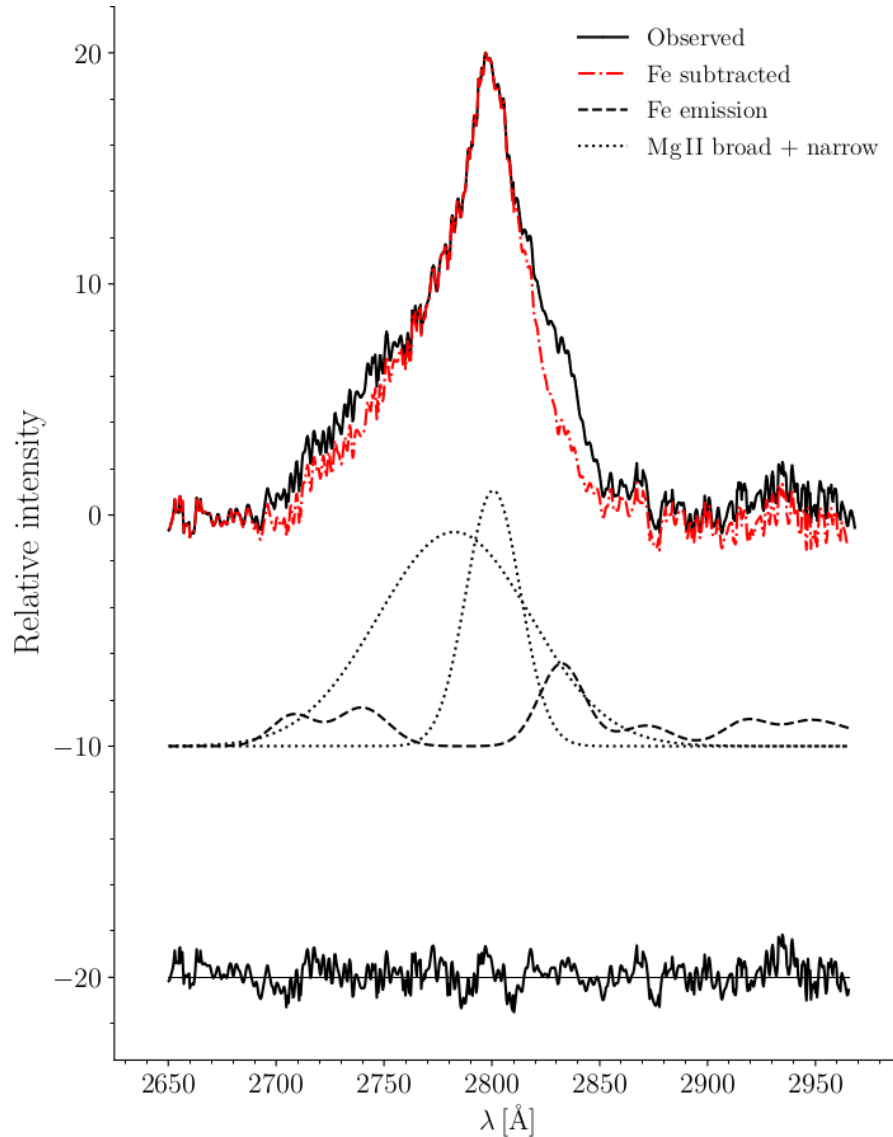 Observed
Fe subtracted
Fe emission
Mg II broad + narrow
Relative intensity
20
10
0
−10
−20
2650 2700 2750 2800 2850 2900 2950
λ [Å]